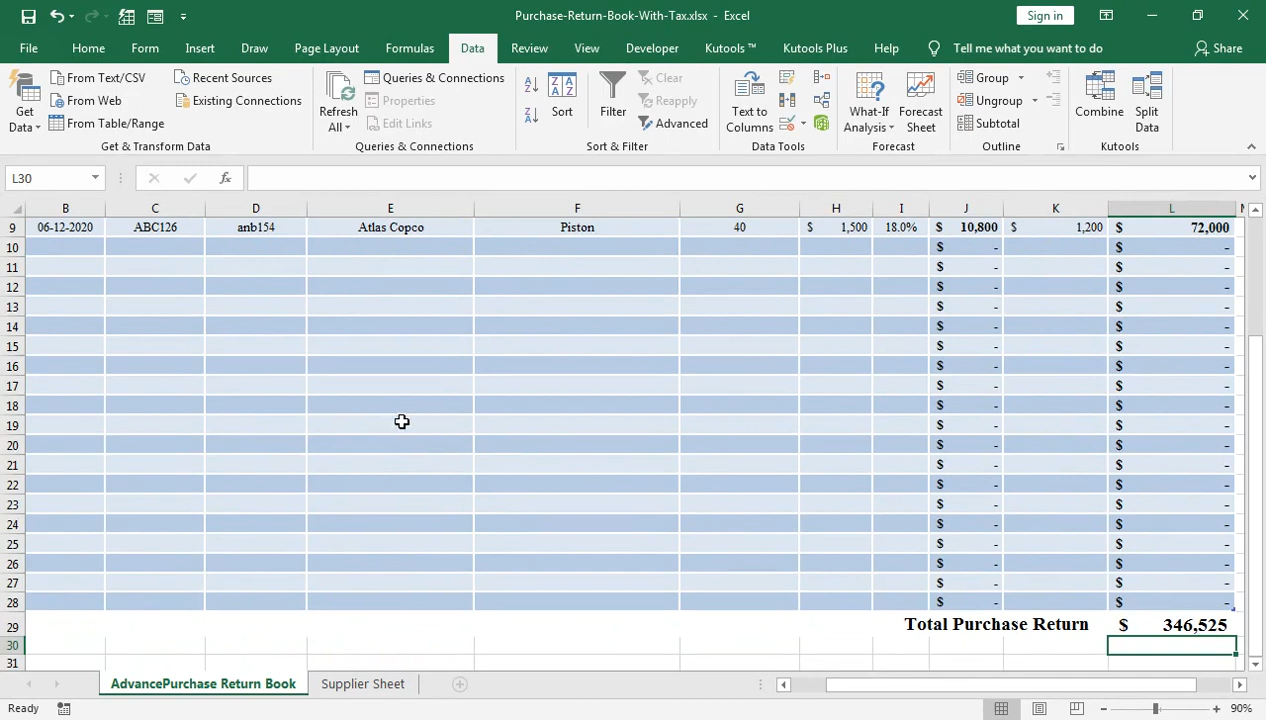 Purchase-Return-Book-With-Tax.xlsx - Excel
Sign in
File Home Form Insert Draw Page Layout Formulas Data Review View Developer Kutools ™ Kutools Plus Help Tell me what you want to do Share
Get Data
From Text/CSV
From Web
From Table/Range
Recent Sources
Existing Connections
Get & Transform Data
Refresh All
Queries & Connections
Properties
Edit Links
Queries & Connections
Sort
Filter
Clear
Reapply
Advanced
Sort & Filter
Text to Columns
Data Tools
What-If Analysis
Forecast Sheet
Forecast
Group
Ungroup
Subtotal
Outline
Combine
Split Data
Kutools
L30
fx
B C D E F G H I J K L
9 06-12-2020 ABC126 anb154 Atlas Copco Piston 40 $ 1,500 18.0% $ 10,800 $ 1,200 $ 72,000
10 $ - $ -
11 $ - $ -
12 $ - $ -
13 $ - $ -
14 $ - $ -
15 $ - $ -
16 $ - $ -
17 $ - $ -
18 $ - $ -
19 $ - $ -
20 $ - $ -
21 $ - $ -
22 $ - $ -
23 $ - $ -
24 $ - $ -
25 $ - $ -
26 $ - $ -
27 $ - $ -
28 $ - $ -
29 Total Purchase Return $ 346,525
30
31
AdvancePurchase Return Book Supplier Sheet
Ready 90%